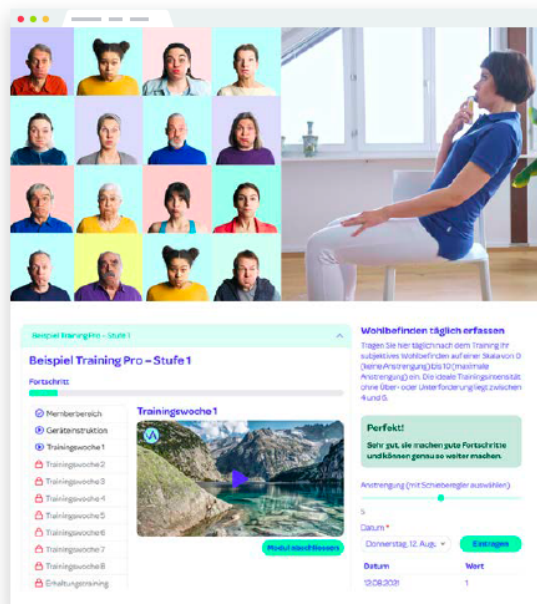 Beispiel Training Pro – Stufe 1
Beispiel Training Pro – Stufe 1
Fortschritt
Memberbereich
Geräteinstruktion
Trainingswoche 1
Trainingswoche 2
Trainingswoche 3
Trainingswoche 4
Trainingswoche 5
Trainingswoche 6
Trainingswoche 7
Trainingswoche 8
Erhaltungstraining
Trainingswoche 1
Modul abschliessen
Wohlbefinden täglich erfassen
Tragen Sie hier täglich nach dem Training Ihr
subjektives Wohlbefinden auf einer Skala von 0
(keine Anstrengung) bis 10 (maximale
Anstrengung) ein. Die ideale Trainingsintensität
ohne Über- oder Unterforderung liegt zwischen
4 und 6.
Perfekt!
Sehr gut, sie machen gute Fortschritte
und können genau so weiter machen.
Anstrengung (mit Schieberegler auswählen)
5
Datum *
Donnerstag, 12. Augu
Eintragen
Datum Wert
12.08.2021 1